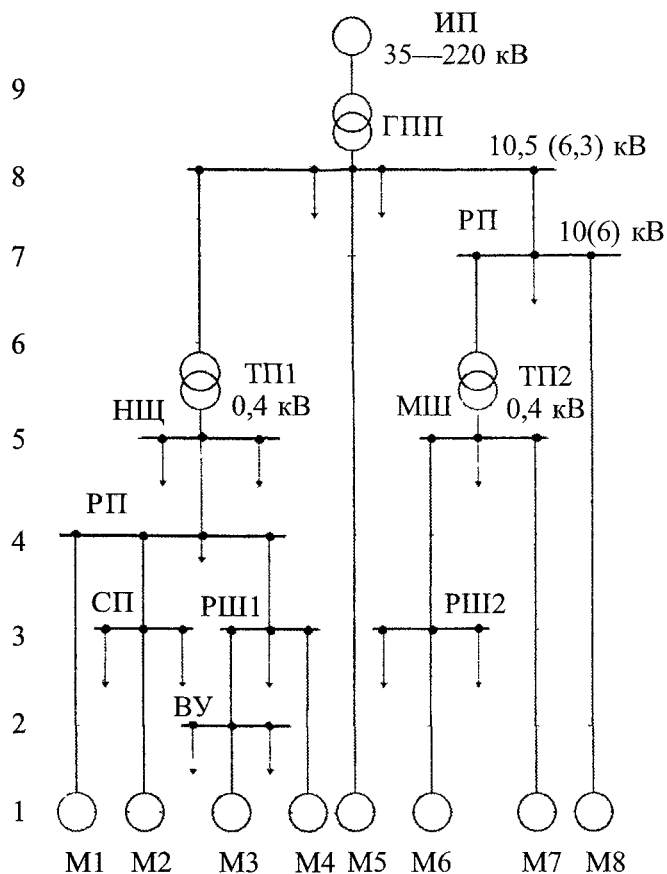 ИП
35—220 кВ
9
ГПП
10,5 (6,3) кВ
8
РП
10(6) кВ
7
6
ТП1
0,4 кВ
ТП2
0,4 кВ
НЩ
МШ
5
РП
4
СП
РШ1
РШ2
3
ВУ
2
1
М1 М2 М3 М4 М5 М6 М7 М8